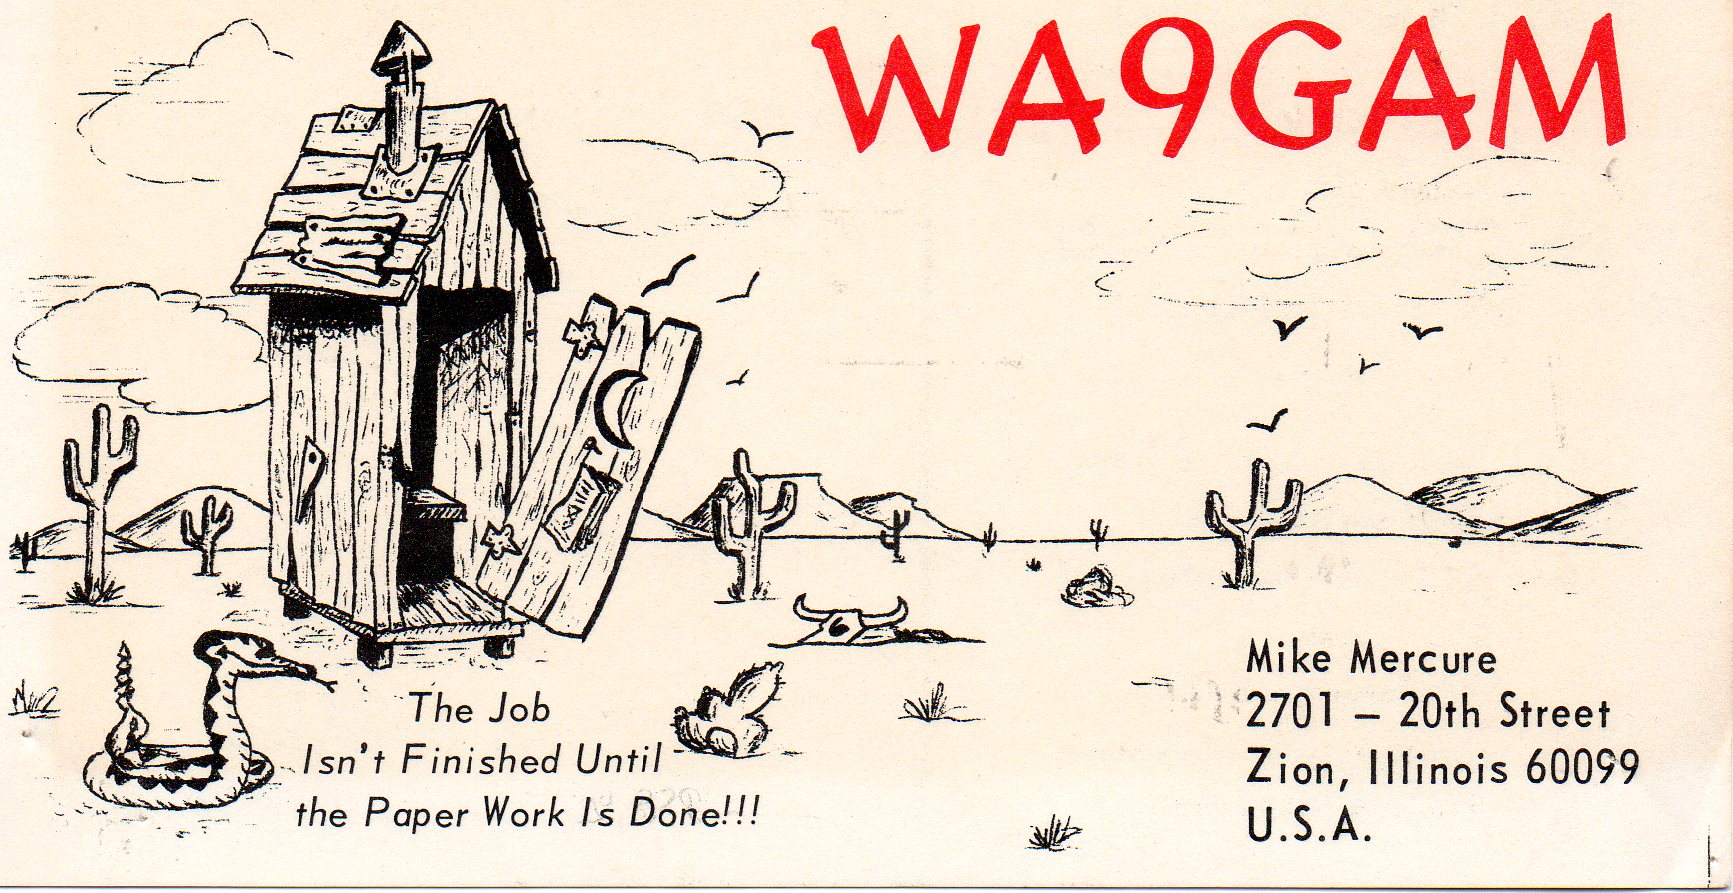 WA9GAM
The Job
Isn't Finished Until
the Paper Work Is Done!!!
Mike Mercure
2701 – 20th Street
Zion, Illinois 60099
U.S.A.